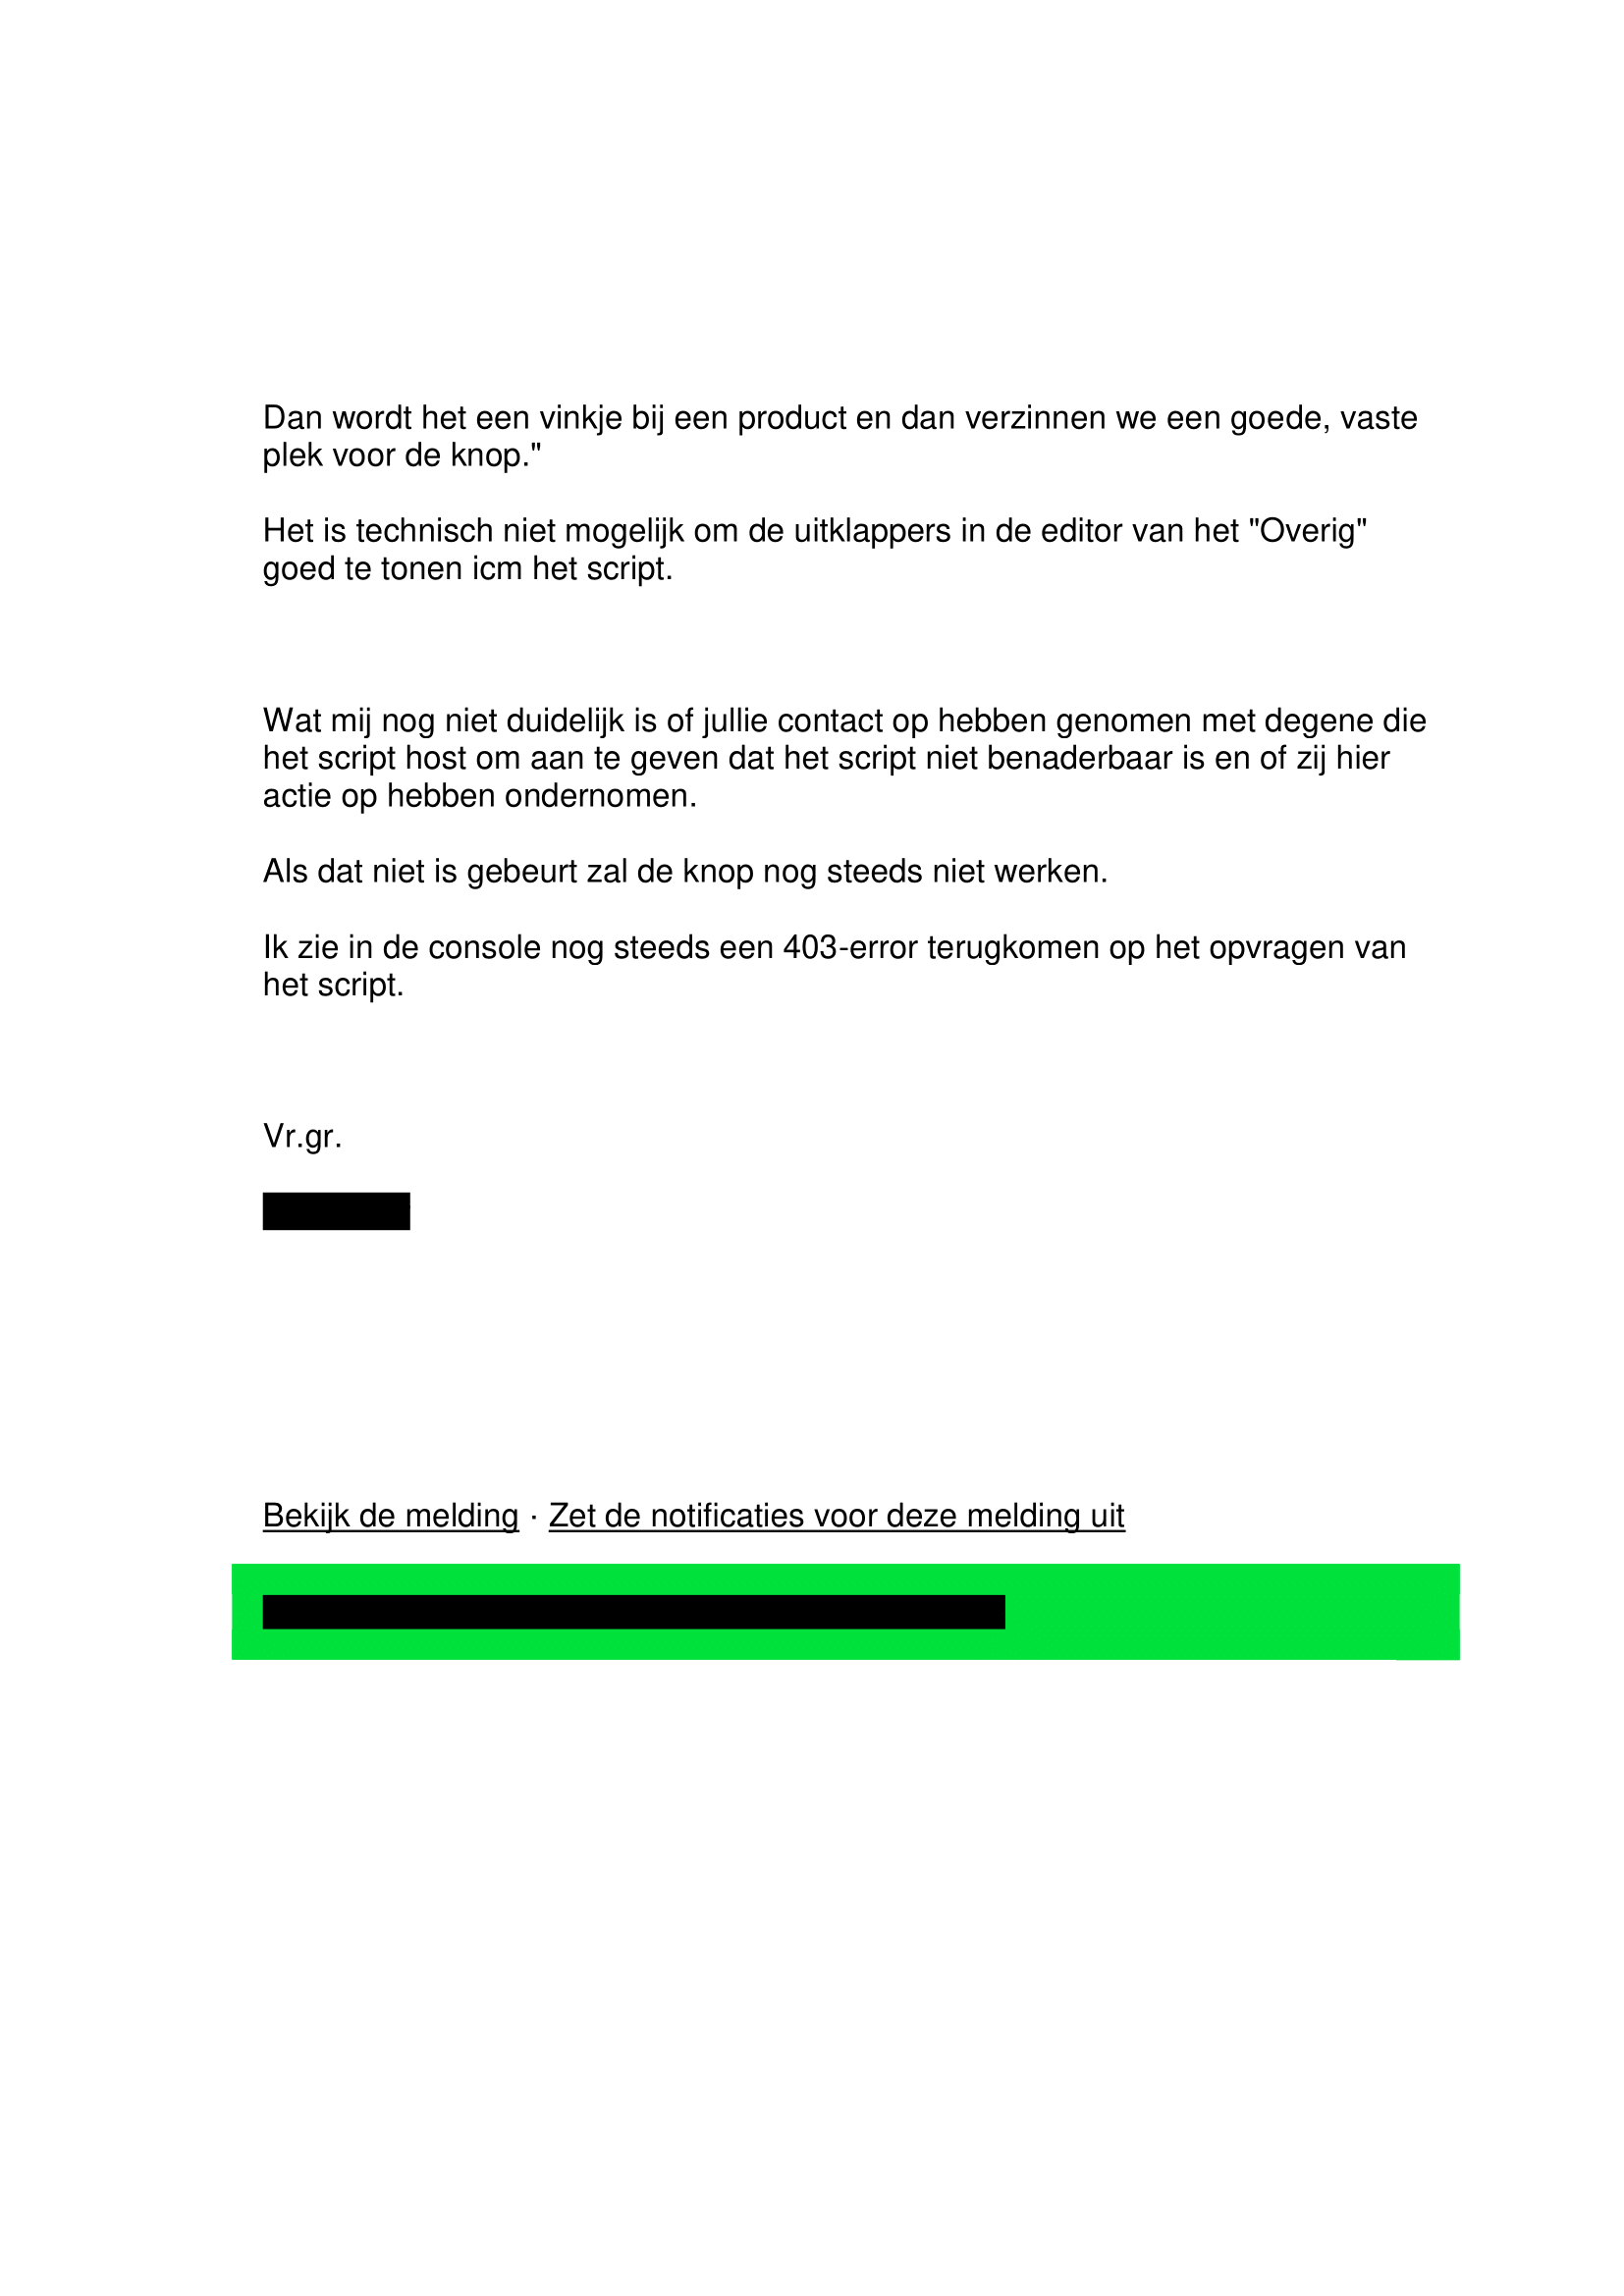 Dan wordt het een vinkje bij een product en dan verzinnen we een goede, vaste
plek voor de knop."
Het is technisch niet mogelijk om de uitklappers in de editor van het "Overig"
goed te tonen icm het script.
Wat mij nog niet duidelijk is of jullie contact op hebben genomen met degene die
het script host om aan te geven dat het script niet benaderbaar is en of zij hier
actie op hebben ondernomen.
Als dat niet is gebeurt zal de knop nog steeds niet werken.
Ik zie in de console nog steeds een 403-error terugkomen op het opvragen van
het script.
Vr.gr.
Bekijk de melding · Zet de notificaties voor deze melding uit